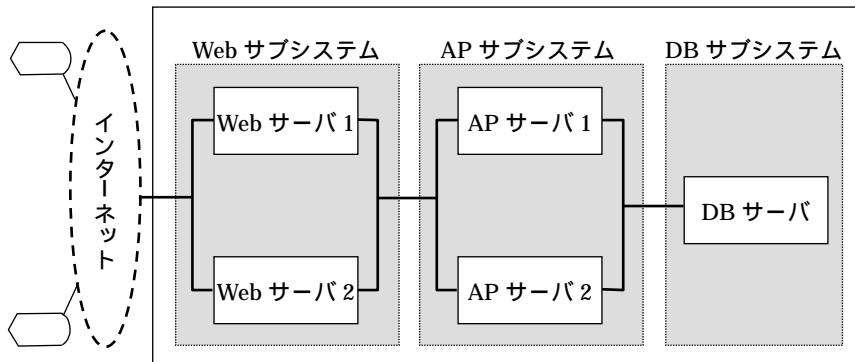 Web サブシステム
AP サブシステム
DB サブシステム
インターネット
Web サーバ 1
AP サーバ 1
DB サーバ
Web サーバ 2
AP サーバ 2